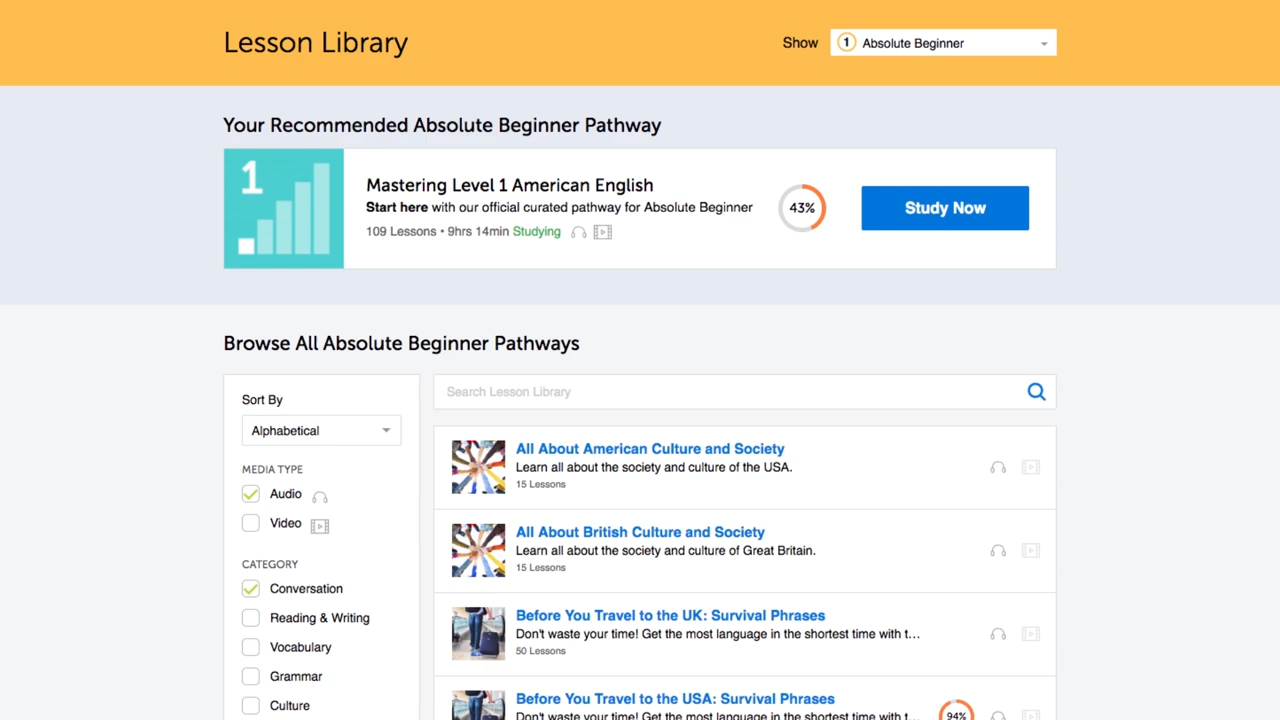 Lesson Library
Show 1 Absolute Beginner
Your Recommended Absolute Beginner Pathway
1
Mastering Level 1 American English
Start here with our official curated pathway for Absolute Beginner
109 Lessons • 9hrs 14min Studying
43%
Study Now
Browse All Absolute Beginner Pathways
Sort By
Alphabetical
MEDIA TYPE
Audio
Video
CATEGORY
Conversation
Reading & Writing
Vocabulary
Grammar
Culture
Search Lesson Library
All About American Culture and Society
Learn all about the society and culture of the USA.
15 Lessons
All About British Culture and Society
Learn all about the society and culture of Great Britain.
15 Lessons
Before You Travel to the UK: Survival Phrases
Don't waste your time! Get the most language in the shortest time with t…
50 Lessons
Before You Travel to the USA: Survival Phrases
Don't waste your time! Get the most language in the shortest time with t…
94%